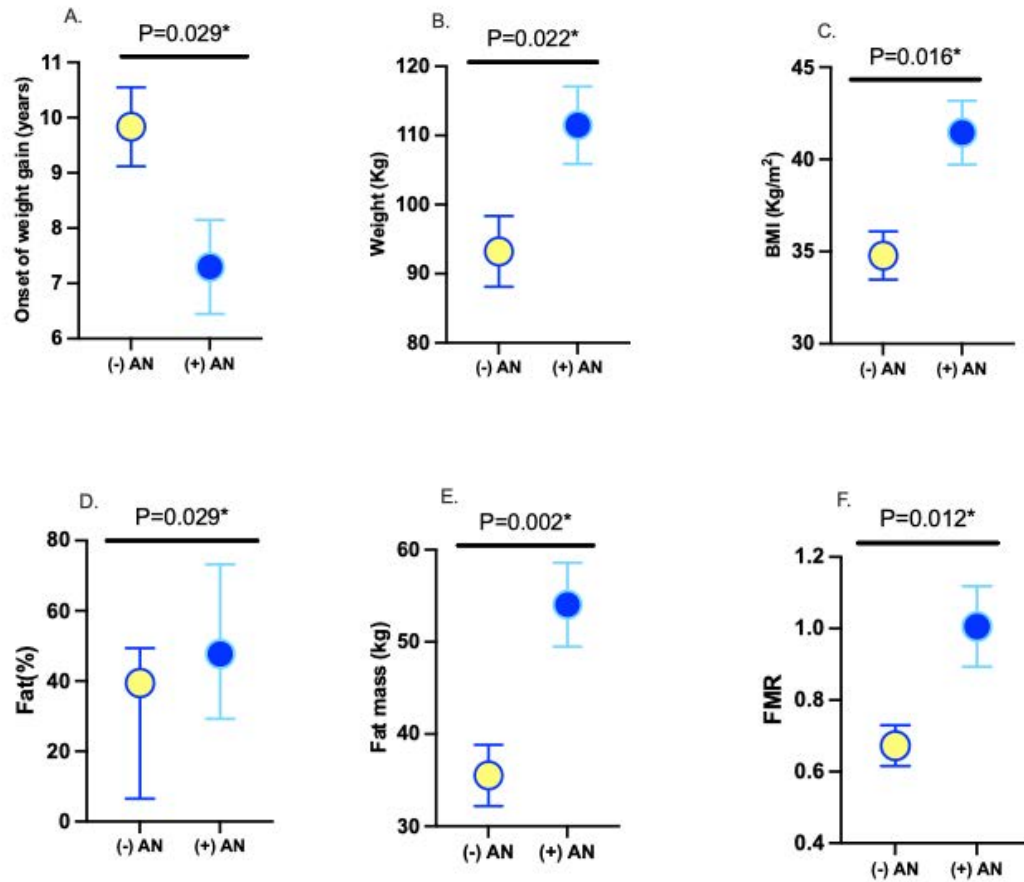 A.
P=0.029*
Onset of weight gain (years)
11
10
9
8
7
6
(-) AN
(+) AN
B.
P=0.022*
Weight (Kg)
120
110
100
90
80
(-) AN
(+) AN
C.
P=0.016*
BMI (Kg/m²)
45
40
35
30
(-) AN
(+) AN
D.
P=0.029*
Fat(%)
80
60
40
20
0
(-) AN
(+) AN
E.
P=0.002*
Fat mass (kg)
60
50
40
30
(-) AN
(+) AN
F.
P=0.012*
FMR
1.2
1.0
0.8
0.6
0.4
(-) AN
(+) AN